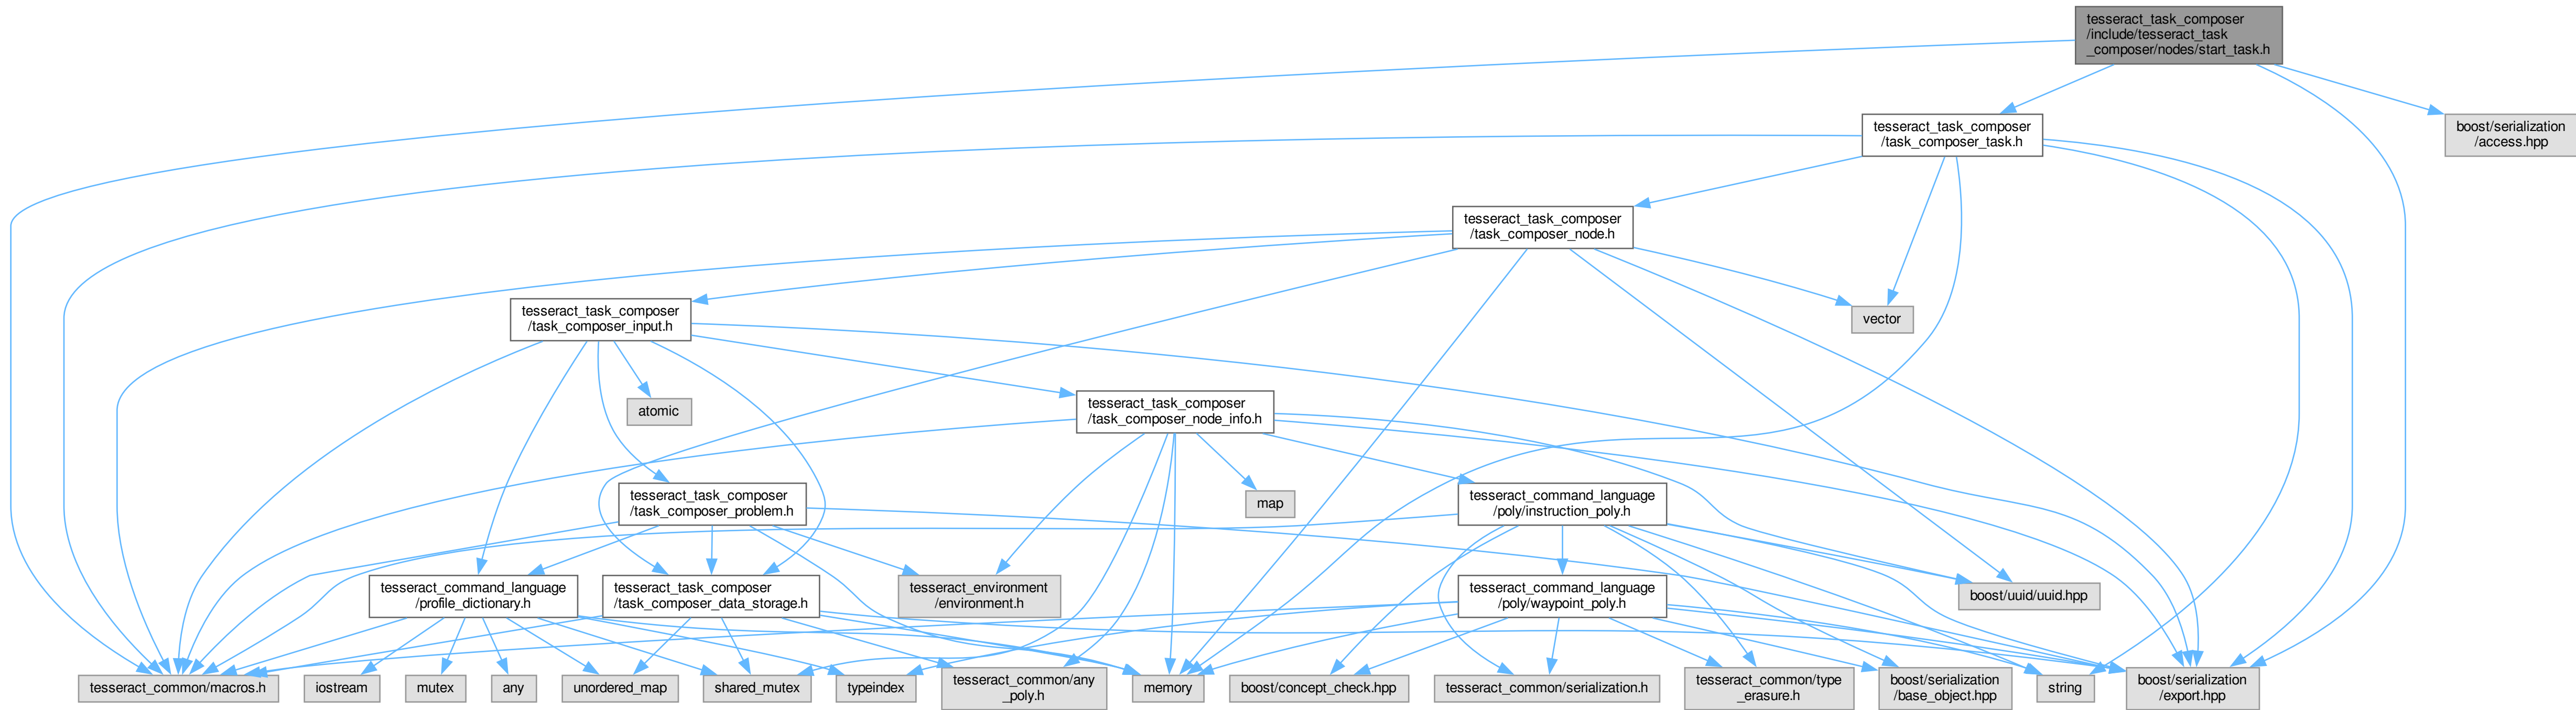 tesseract_task_composer
/include/tesseract_task
_composer/nodes/start_task.h
tesseract_task_composer
/task_composer_task.h
boost/serialization
/access.hpp
tesseract_task_composer
/task_composer_node.h
tesseract_task_composer
/task_composer_input.h
vector
atomic
tesseract_task_composer
/task_composer_node_info.h
tesseract_task_composer
/task_composer_problem.h
map
tesseract_command_language
/poly/instruction_poly.h
tesseract_command_language
/profile_dictionary.h
tesseract_task_composer
/task_composer_data_storage.h
tesseract_environment
/environment.h
tesseract_command_language
/poly/waypoint_poly.h
boost/uuid/uuid.hpp
tesseract_common/macros.h
iostream
mutex
any
unordered_map
shared_mutex
typeindex
tesseract_common/any
_poly.h
memory
boost/concept_check.hpp
tesseract_common/serialization.h
tesseract_common/type
_erasure.h
boost/serialization
/base_object.hpp
string
boost/serialization
/export.hpp